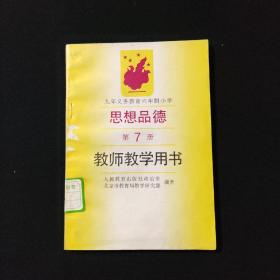 九年义务教育六年制小学
思想品德
第7册
教师教学用书
人民教育出版社政治室
北京市教育局教学研究部 编著